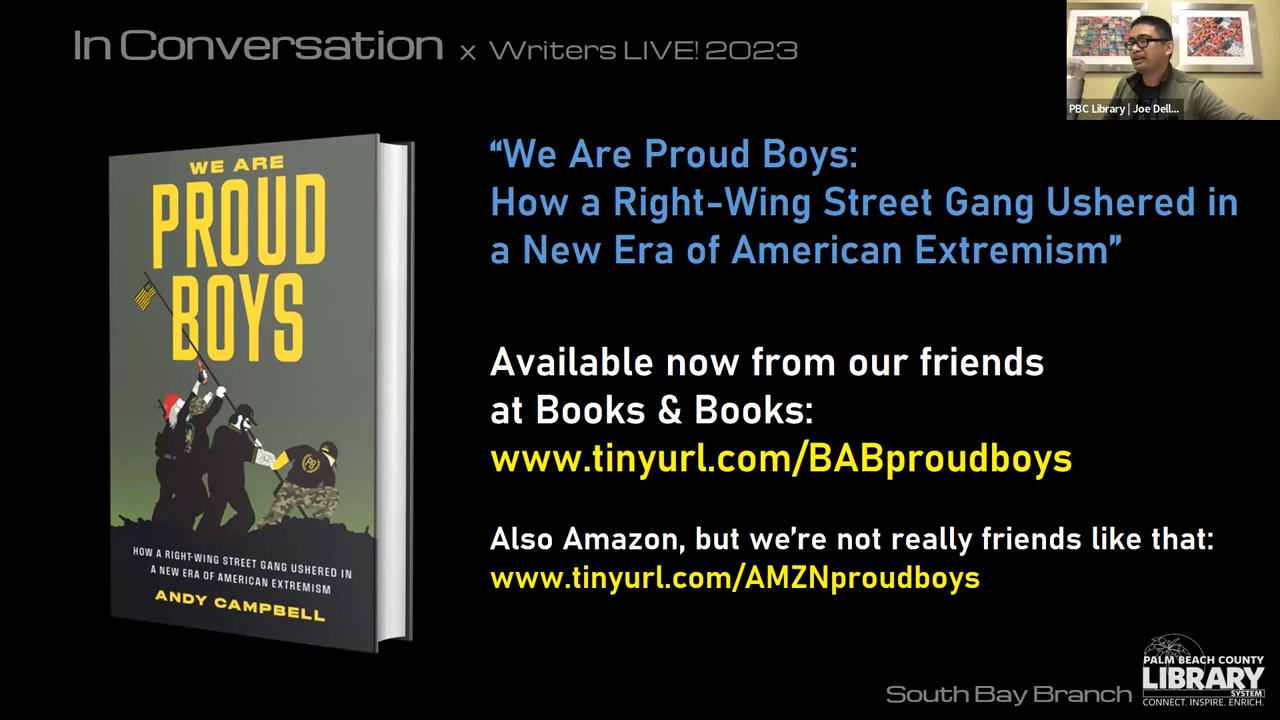 In Conversation x Writers LIVE! 2023
PBC Library | Joe Dell...
WE ARE
PROUD
BOYS
PB
HOW A RIGHT-WING STREET GANG USHERED IN
A NEW ERA OF AMERICAN EXTREMISM
ANDY CAMPBELL
“We Are Proud Boys:
How a Right-Wing Street Gang Ushered in
a New Era of American Extremism”
Available now from our friends
at Books & Books:
www.tinyurl.com/BABproudboys
Also Amazon, but we’re not really friends like that:
www.tinyurl.com/AMZNproudboys
South Bay Branch
PALM BEACH COUNTY
LIBRARY
SYSTEM
CONNECT. INSPIRE. ENRICH.